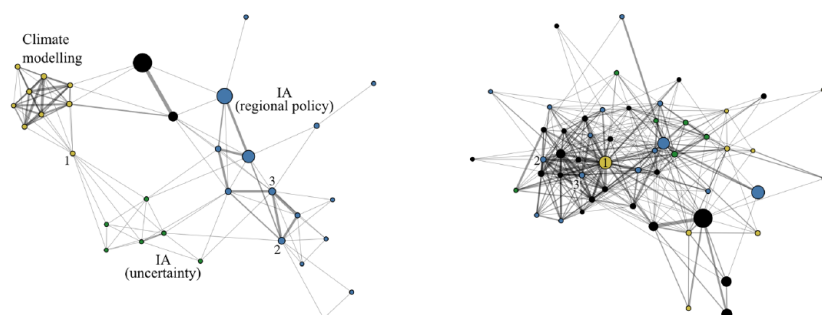 Climate
modelling
IA
(regional policy)
1
3
2
IA
(uncertainty)
2
1
3